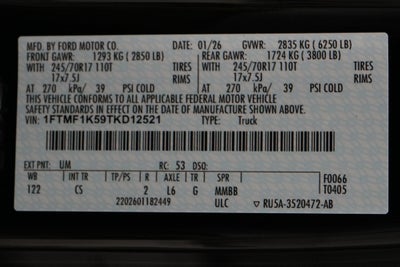 MFD. BY FORD MOTOR CO. 01/26 GVWR: 2835 KG ( 6250 LB)
FRONT GAWR: 1293 KG ( 2850 LB) REAR GAWR: 1724 KG ( 3800 LB)
WITH 245/70R17 110T TIRES WITH 245/70R17 110T TIRES
17x7.5J RIMS 17x7.5J RIMS
AT 270 kPa/ 39 PSI COLD AT 270 kPa/ 39 PSI COLD
THIS VEHICLE CONFORMS TO ALL APPLICABLE FEDERAL MOTOR VEHICLE
SAFETY STANDARDS IN EFFECT ON THE DATE OF MANUFACTURE SHOWN ABOVE.
VIN: 1FTMF1K59TKD12521 TYPE: Truck
EXT PNT: UM RC: 53 DSO: F0066
WB INT TR TP/PS R AXLE TR SPR T0405
122 CS 2 L6 G MMBB
2202601182449 ULC RU5A-3520472-AB